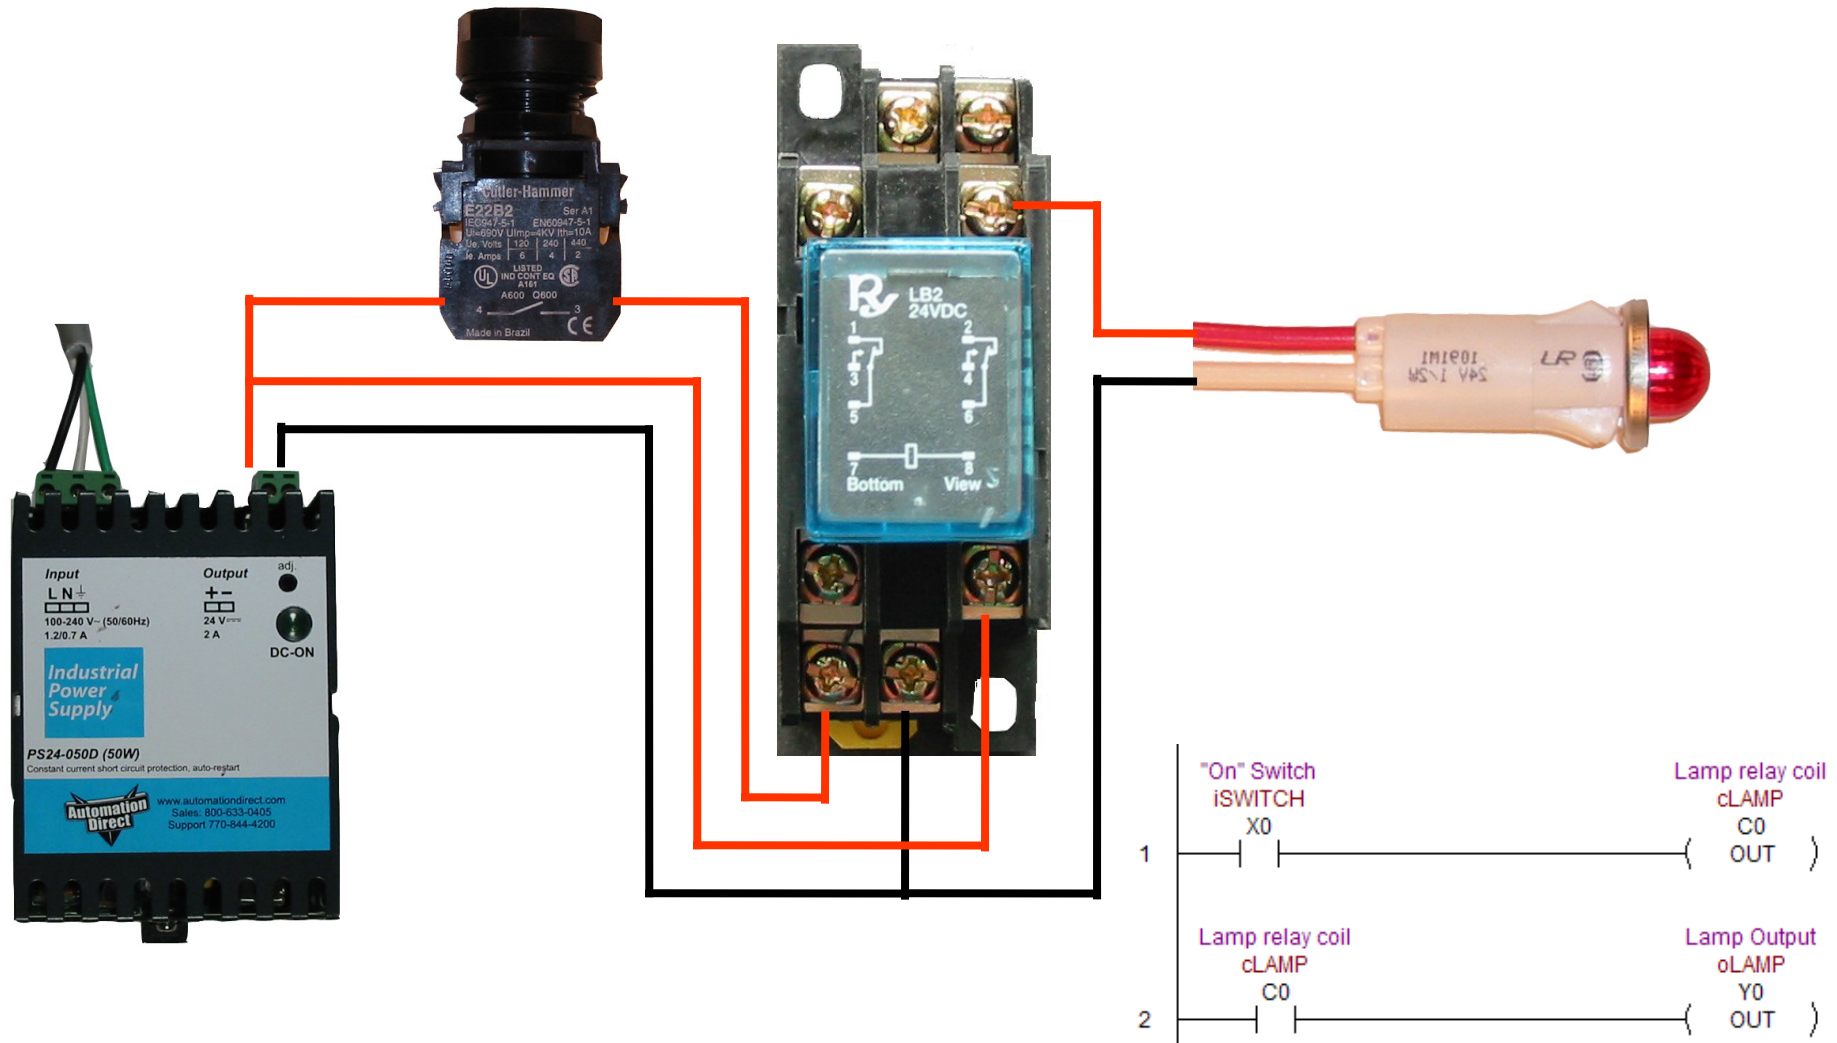 Cutler-Hammer
E22B2 Ser A1
IEC947-5-1 EN60947-5-1
Ui=690V Uimp=4KV Ith=10A
Ue. Volts 120 240 440
Ie. Amps 6 4 2
UL LISTED
IND CONT EQ
A161
A600 Q600
4 3
Made in Brazil CE
LB2
24VDC
1 2
3 4
5 6
7 8
Bottom View
1091M1
24V 1/2W
Input Output adj.
L N + −
100-240 V~ (50/60Hz) 24 V
1.2/0.7 A 2 A
DC-ON
Industrial
Power
Supply
PS24-050D (50W)
Constant current short circuit protection, auto-restart
Automation
Direct
www.automationdirect.com
Sales: 800-633-0405
Support 770-844-4200
"On" Switch Lamp relay coil
iSWITCH cLAMP
X0 C0
1 OUT
Lamp relay coil Lamp Output
cLAMP oLAMP
C0 Y0
2 OUT